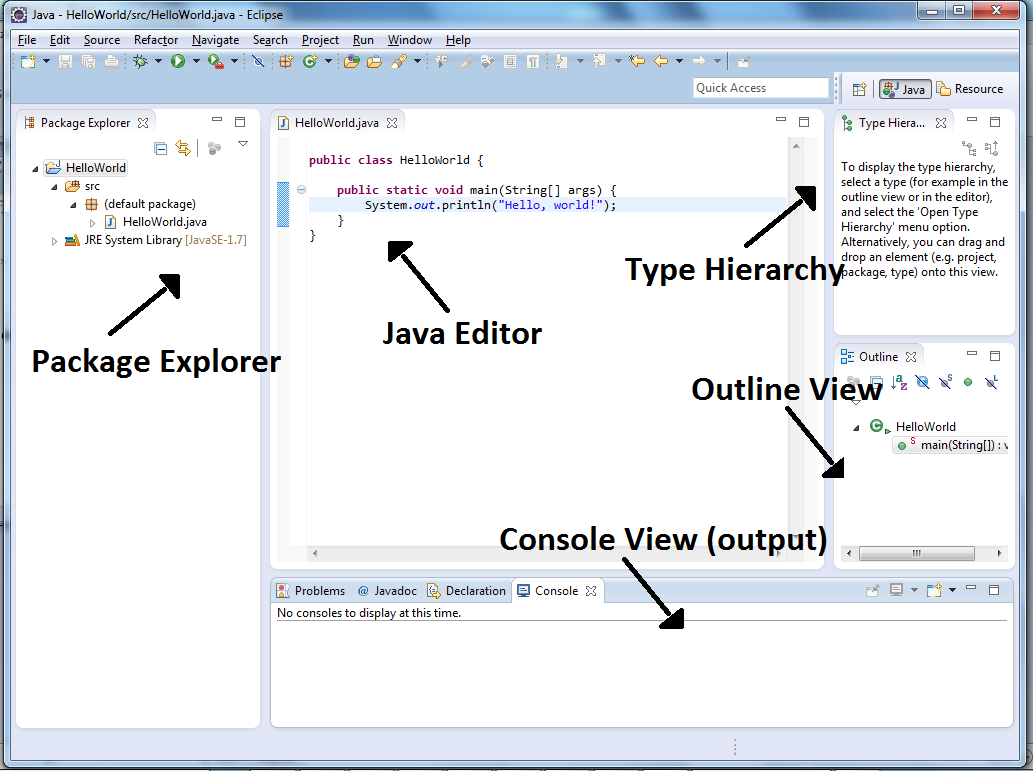 Java - HelloWorld/src/HelloWorld.java - Eclipse
File Edit Source Refactor Navigate Search Project Run Window Help
Quick Access
Java Resource
Package Explorer
HelloWorld
src
(default package)
HelloWorld.java
JRE System Library [JavaSE-1.7]
Package Explorer
HelloWorld.java
public class HelloWorld {
public static void main(String[] args) {
System.out.println("Hello, world!");
}
}
Java Editor
Type Hiera...
To display the type hierarchy,
select a type (for example in the
outline view or in the editor),
and select the 'Open Type
Hierarchy' menu option.
Alternatively, you can drag and
drop an element (e.g. project,
package, type) onto this view.
Type Hierarchy
Outline
Outline View
HelloWorld
main(String[]) : v
Console View (output)
Problems @ Javadoc Declaration Console
No consoles to display at this time.